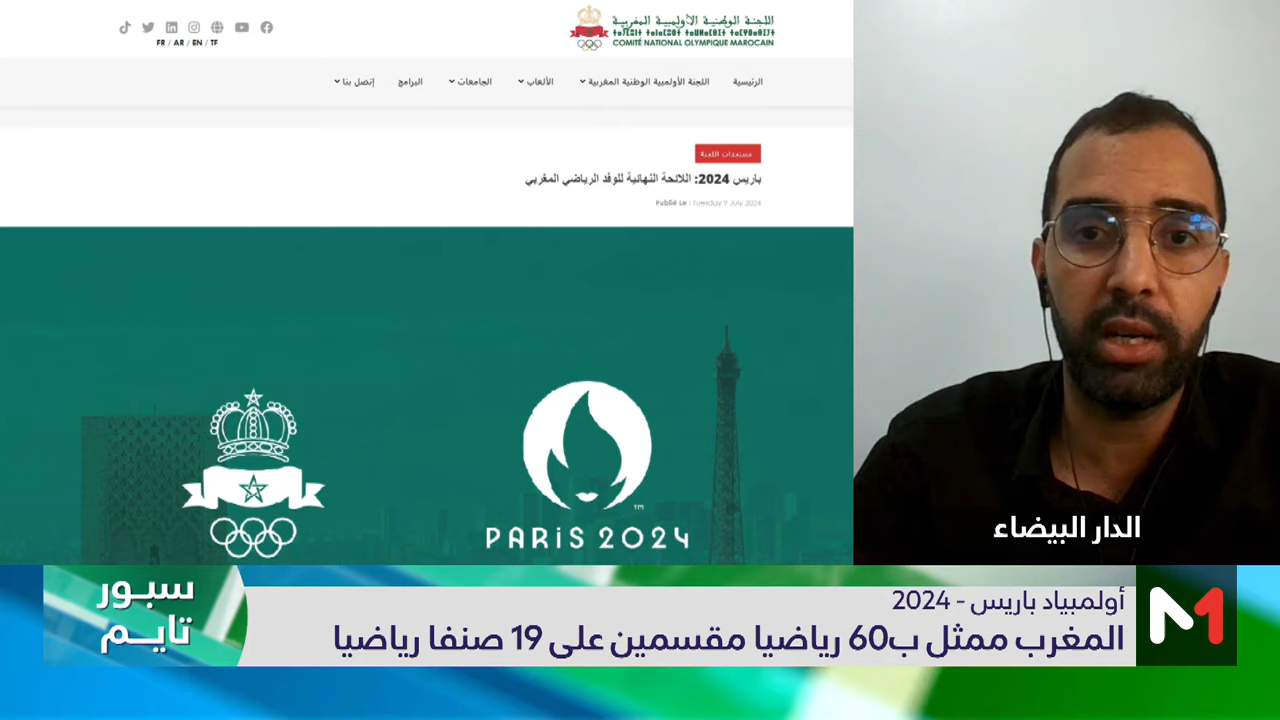 FR / AR / EN / TF
اللجنة الوطنية الأولمبية المغربية
COMITÉ NATIONAL OLYMPIQUE MAROCAIN
الرئيسية
اللجنة الأولمبية الوطنية المغربية
الألعاب
الجامعات
البرامج
إتصل بنا
مستجدات اللجنة
باريس 2024: اللائحة النهائية للوفد الرياضي المغربي
Publié Le : Tuesday 9 July 2024
PARIS 2024
TM
الدار البيضاء
أولمبياد باريس - 2024
المغرب ممثل ب60 رياضيا مقسمين على 19 صنفا رياضيا
سبور
تايم
M1